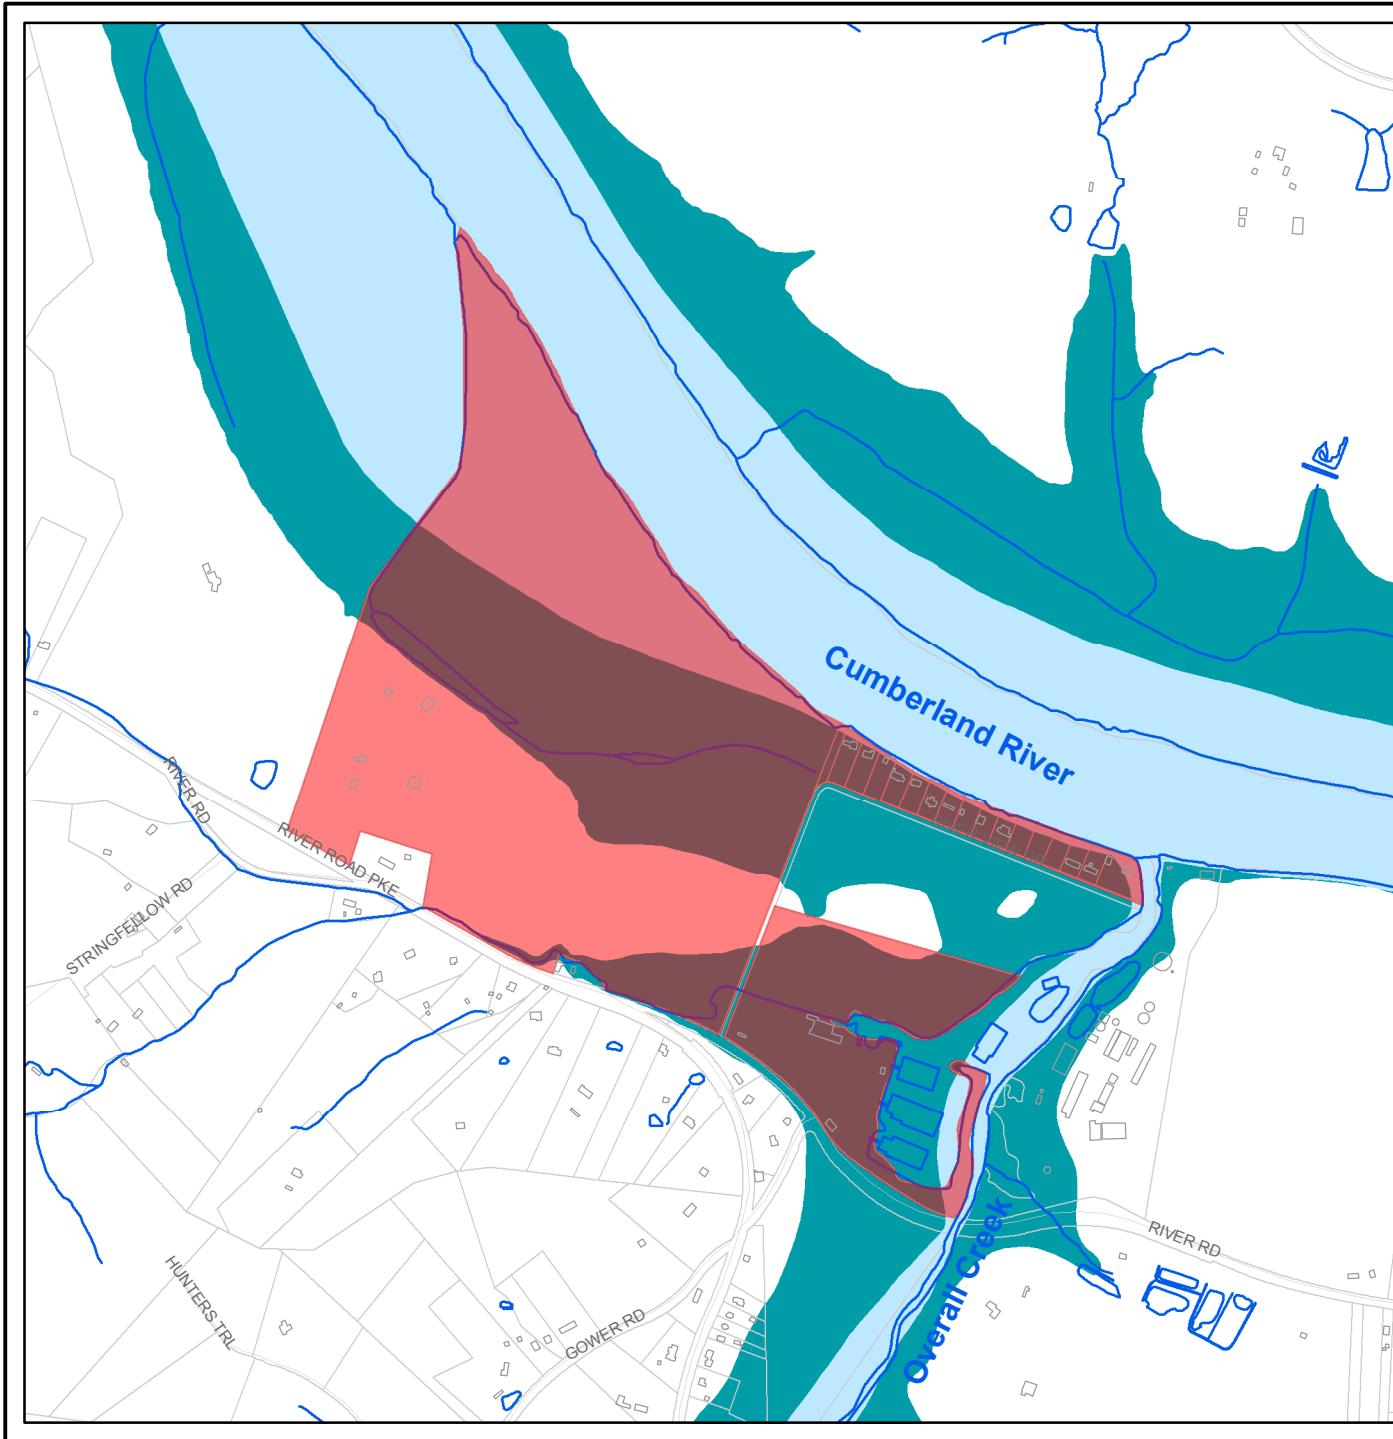 Cumberland River
RIVER RD
RIVER ROAD PKE
STRINGFELLOW RD
RIVER RD
Overall Creek
HUNTERS TRL
GOWER RD